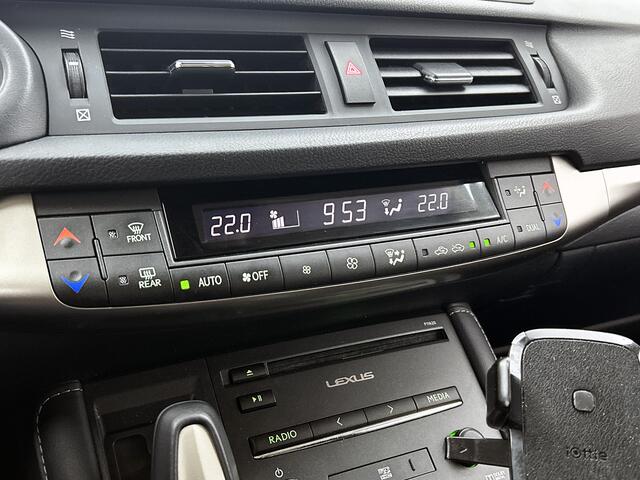 22.0 9 53 22.0
FRONT
REAR
AUTO OFF A/C DUAL
LEXUS
RADIO MEDIA
iOttie